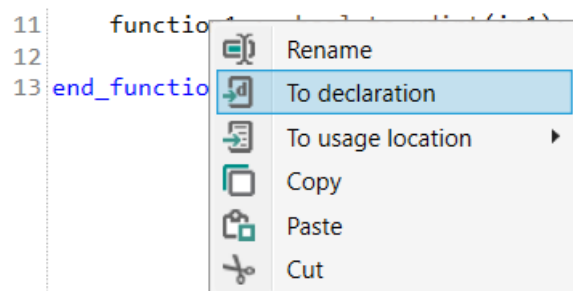 11 functio
Rename
12
13 end_functio
To declaration
To usage location
Copy
Paste
Cut